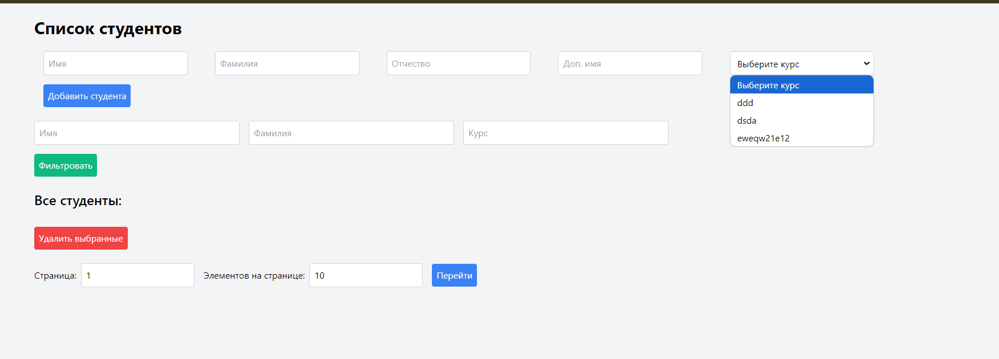 Список студентов
Имя Фамилия Отчество Доп. имя Выберите курс
Выберите курс
ddd
dsda
eweqw21e12
Добавить студента
Имя Фамилия Курс
Фильтровать
Все студенты:
Удалить выбранные
Страница: 1 Элементов на странице: 10 Перейти